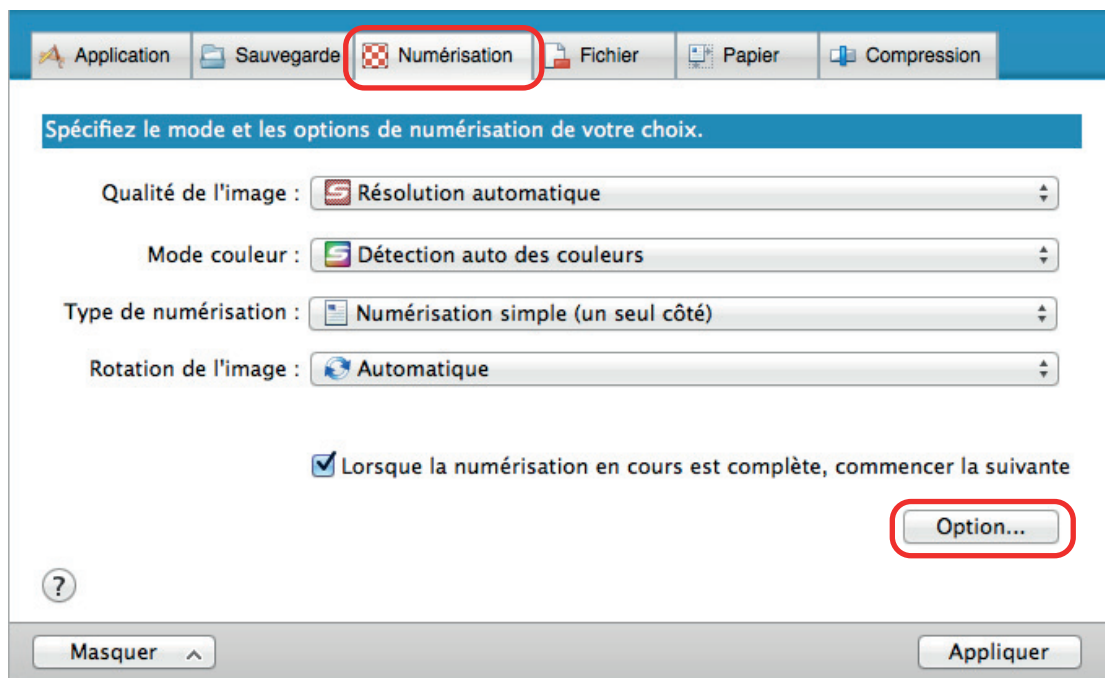 Application Sauvegarde Numérisation Fichier Papier Compression
Spécifiez le mode et les options de numérisation de votre choix.
Qualité de l'image : Résolution automatique
Mode couleur : Détection auto des couleurs
Type de numérisation : Numérisation simple (un seul côté)
Rotation de l'image : Automatique
Lorsque la numérisation en cours est complète, commencer la suivante
Option...
?
Masquer Appliquer